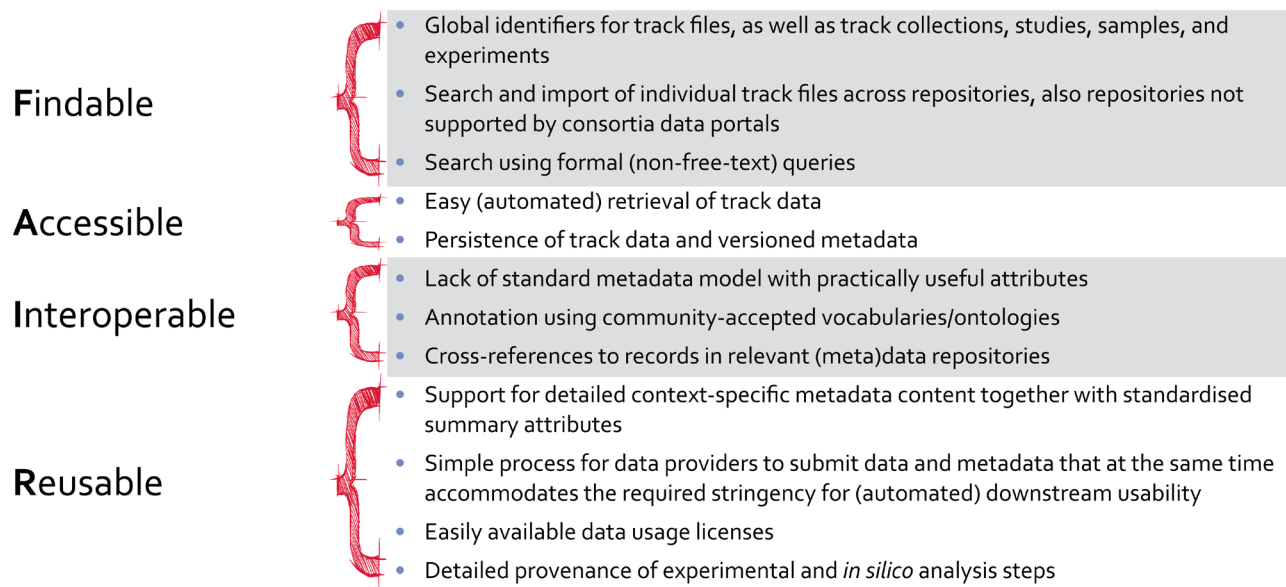 Findable
• Global identifiers for track files, as well as track collections, studies, samples, and
experiments
• Search and import of individual track files across repositories, also repositories not
supported by consortia data portals
• Search using formal (non-free-text) queries
Accessible
• Easy (automated) retrieval of track data
• Persistence of track data and versioned metadata
Interoperable
• Lack of standard metadata model with practically useful attributes
• Annotation using community-accepted vocabularies/ontologies
• Cross-references to records in relevant (meta)data repositories
Reusable
• Support for detailed context-specific metadata content together with standardised
summary attributes
• Simple process for data providers to submit data and metadata that at the same time
accommodates the required stringency for (automated) downstream usability
• Easily available data usage licenses
• Detailed provenance of experimental and in silico analysis steps